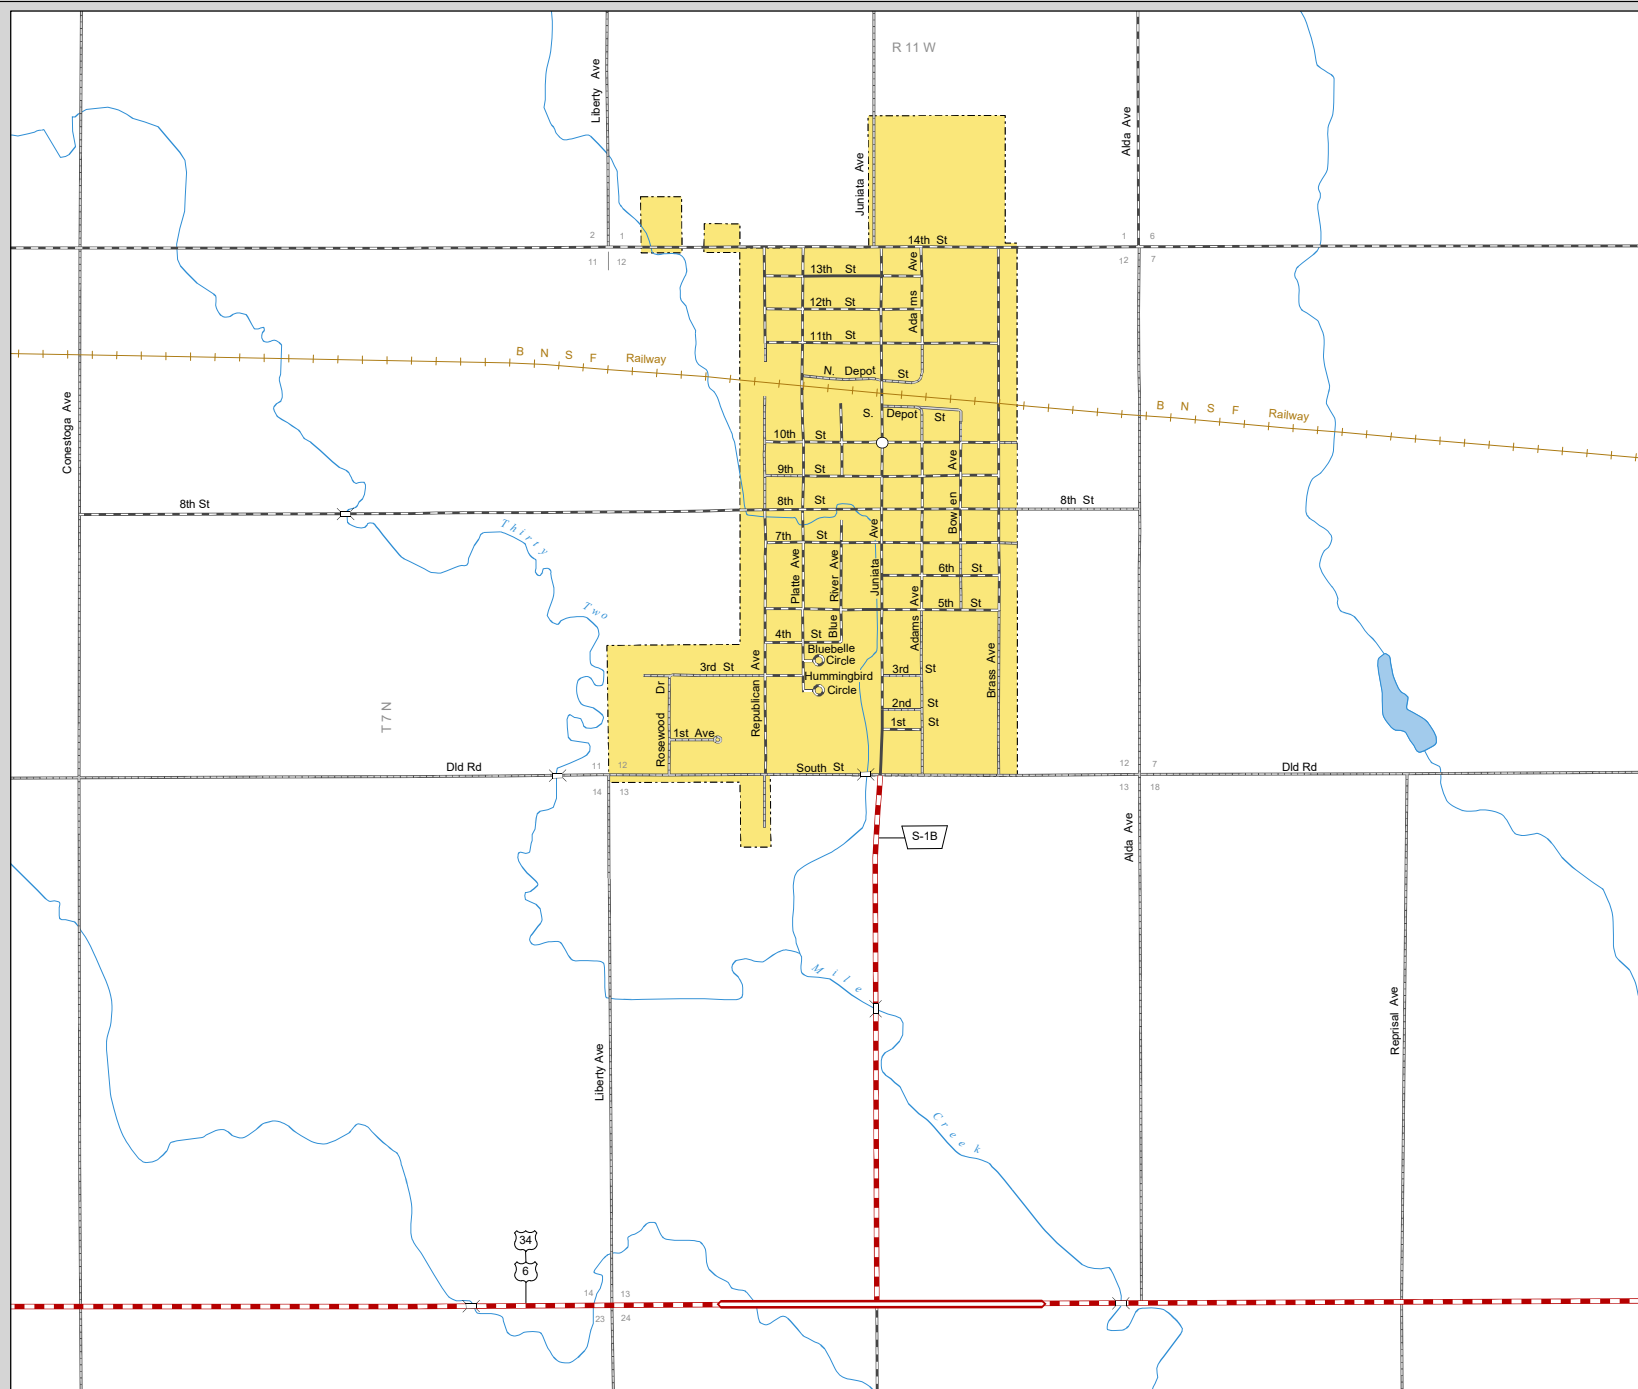 R 11 W
Liberty Ave
Juniata Ave
Alda Ave
2 1
1 6
14th St
11 12
12 7
13th St
Adams Ave
12th St
11th St
B N S F Railway
N. Depot St
S. Depot St
B N S F Railway
Conestoga Ave
10th St
9th St
Bowen Ave
8th St
8th St
8th St
Thirty
7th St
Juniata Ave
Platte Ave
Blue River Ave
6th St
Two
5th St
Adams Ave
4th St
Bluebelle
Circle
3rd St
3rd St
Hummingbird
Circle
Republican Ave
Brass Ave
Rosewood Dr
T 7 N
2nd St
1st St
1st Ave
Dld Rd
11 12
South St
12 7
Dld Rd
14 13
13 18
S-1B
Alda Ave
Mile
Reprisal Ave
Liberty Ave
Creek
34
6
14 13
23 24